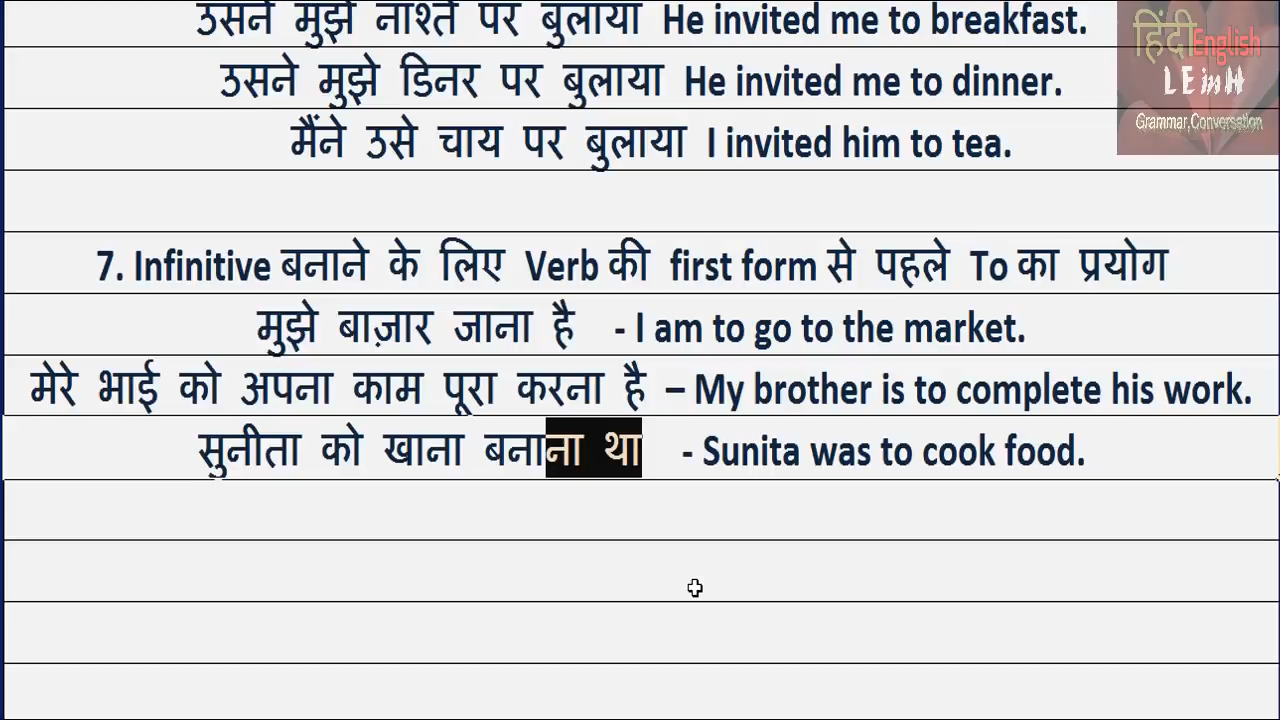 उसने मुझे नाश्ते पर बुलाया He invited me to breakfast.
उसने मुझे डिनर पर बुलाया He invited me to dinner.
मैंने उसे चाय पर बुलाया I invited him to tea.
हिंदी English
L E in H
Grammar,Conversation
7. Infinitive बनाने के लिए Verb की first form से पहले To का प्रयोग
मुझे बाज़ार जाना है - I am to go to the market.
मेरे भाई को अपना काम पूरा करना है – My brother is to complete his work.
सुनीता को खाना बनाना था - Sunita was to cook food.